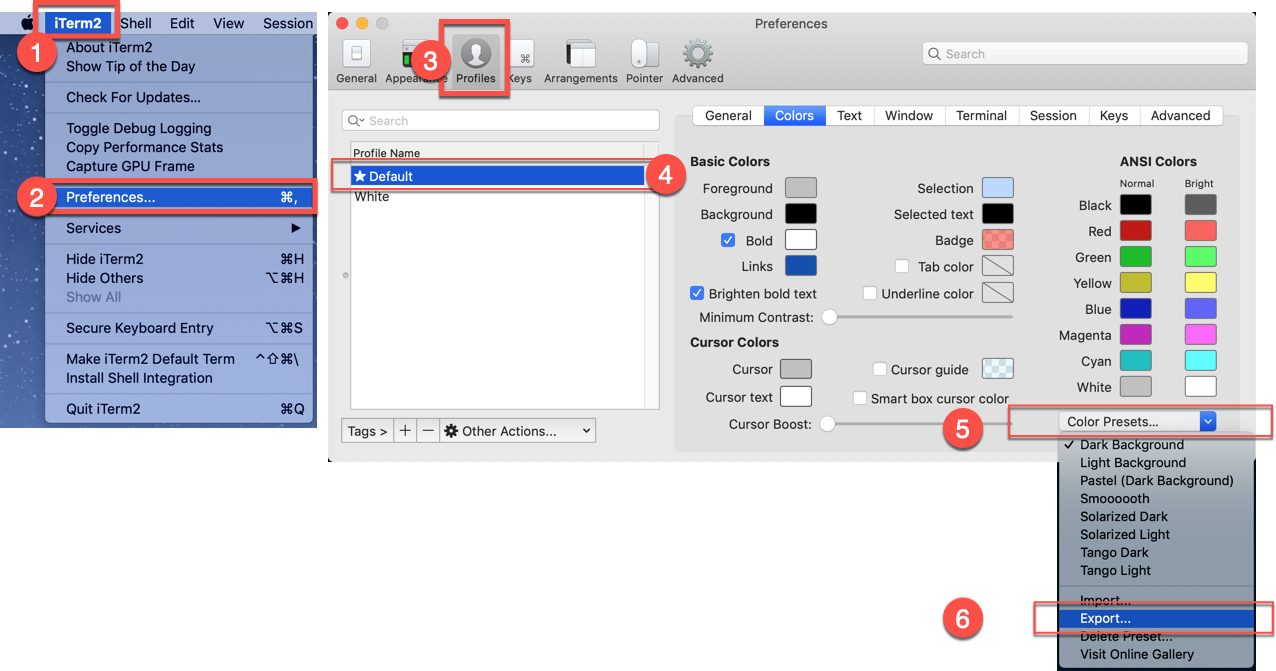 iTerm2 Shell Edit View Session
1
About iTerm2
Show Tip of the Day
Check For Updates...
Toggle Debug Logging
Copy Performance Stats
Capture GPU Frame
2
Preferences... ⌘,
Services ▶
Hide iTerm2 ⌘H
Hide Others ⌥⌘H
Show All
Secure Keyboard Entry ⌥⌘S
Make iTerm2 Default Term ^⇧⌘\
Install Shell Integration
Quit iTerm2 ⌘Q
Preferences
3
General Appearance Profiles Keys Arrangements Pointer Advanced
Search
Search
Profile Name
★ Default
4
White
Tags > + − Other Actions...
General Colors Text Window Terminal Session Keys Advanced
Basic Colors
Foreground
Background
Bold
Links
Brighten bold text
Minimum Contrast:
Selection
Selected text
Badge
Tab color
Underline color
Cursor Colors
Cursor
Cursor text
Cursor Boost:
Cursor guide
Smart box cursor color
ANSI Colors
Normal Bright
Black
Red
Green
Yellow
Blue
Magenta
Cyan
White
5
Color Presets...
✓ Dark Background
Light Background
Pastel (Dark Background)
Smoooooth
Solarized Dark
Solarized Light
Tango Dark
Tango Light
Import...
6
Export...
Delete Preset...
Visit Online Gallery